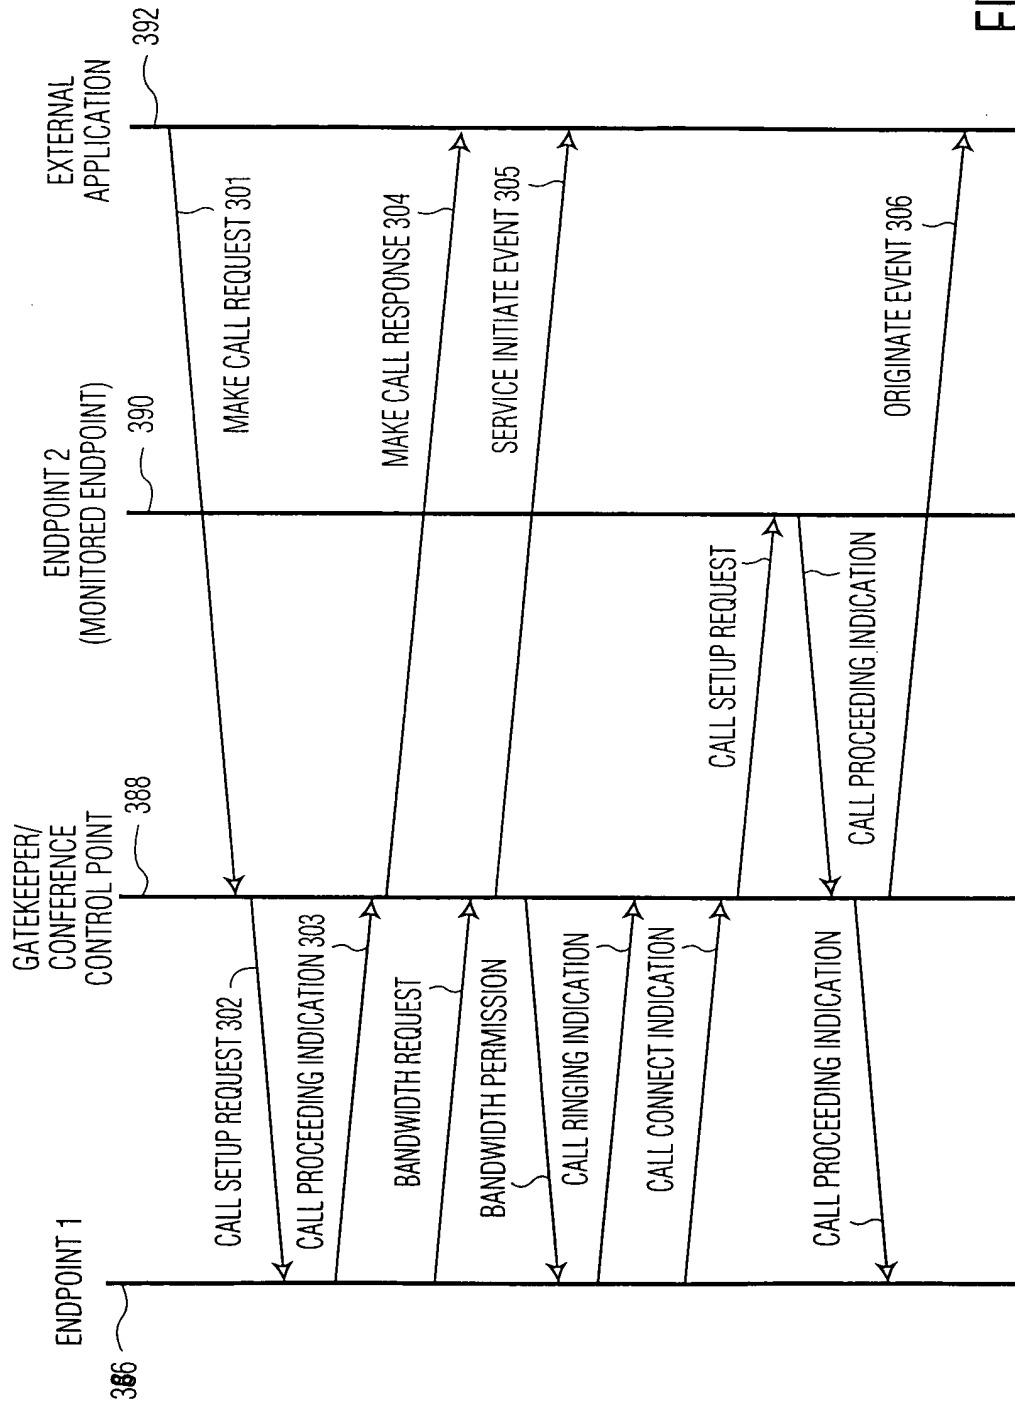 ENDPOINT 1
GATEKEEPER/
CONFERENCE
CONTROL POINT
388
ENDPOINT 2
(MONITORED ENDPOINT)
390
EXTERNAL
APPLICATION
392
MAKE CALL REQUEST 301
CALL SETUP REQUEST 302
CALL PROCEEDING INDICATION 303
MAKE CALL RESPONSE 304
BANDWIDTH REQUEST
SERVICE INITIATE EVENT 305
BANDWIDTH PERMISSION
CALL RINGING INDICATION
CALL CONNECT INDICATION
CALL SETUP REQUEST
CALL PROCEEDING INDICATION
CALL PROCEEDING INDICATION
ORIGINATE EVENT 306